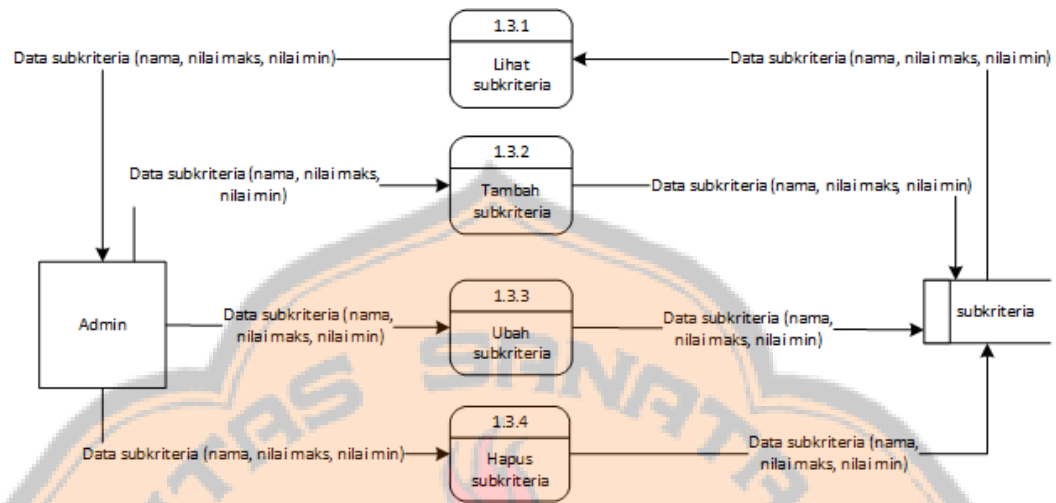 1.3.1
Data subkriteria (nama, nilai maks, nilai min)
Lihat
subkriteria
Data subkriteria (nama, nilai maks, nilai min)
1.3.2
Data subkriteria (nama, nilai maks,
nilai min)
Tambah
subkriteria
Data subkriteria (nama, nilai maks, nilai min)
1.3.3
Admin
Data subkriteria (nama,
nilai maks, nilai min)
Ubah
subkriteria
Data subkriteria (nama,
nilai maks, nilai min)
subkriteria
1.3.4
Data subkriteria (nama, nilai maks, nilai min)
Hapus
subkriteria
Data subkriteria (nama,
nilai maks, nilai min)
TAS SANATA